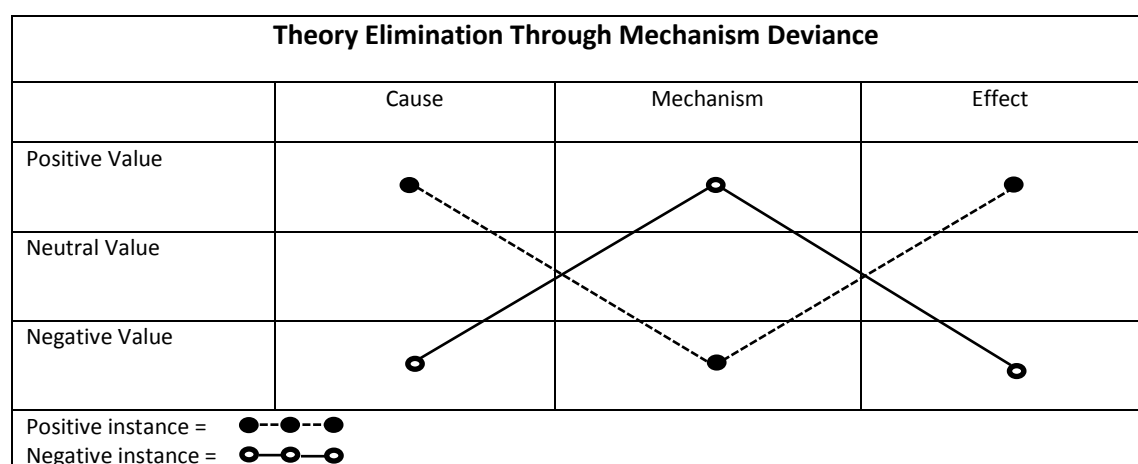 Theory Elimination Through Mechanism Deviance
Cause Mechanism Effect
Positive Value
Neutral Value
Negative Value
Positive instance =
Negative instance =